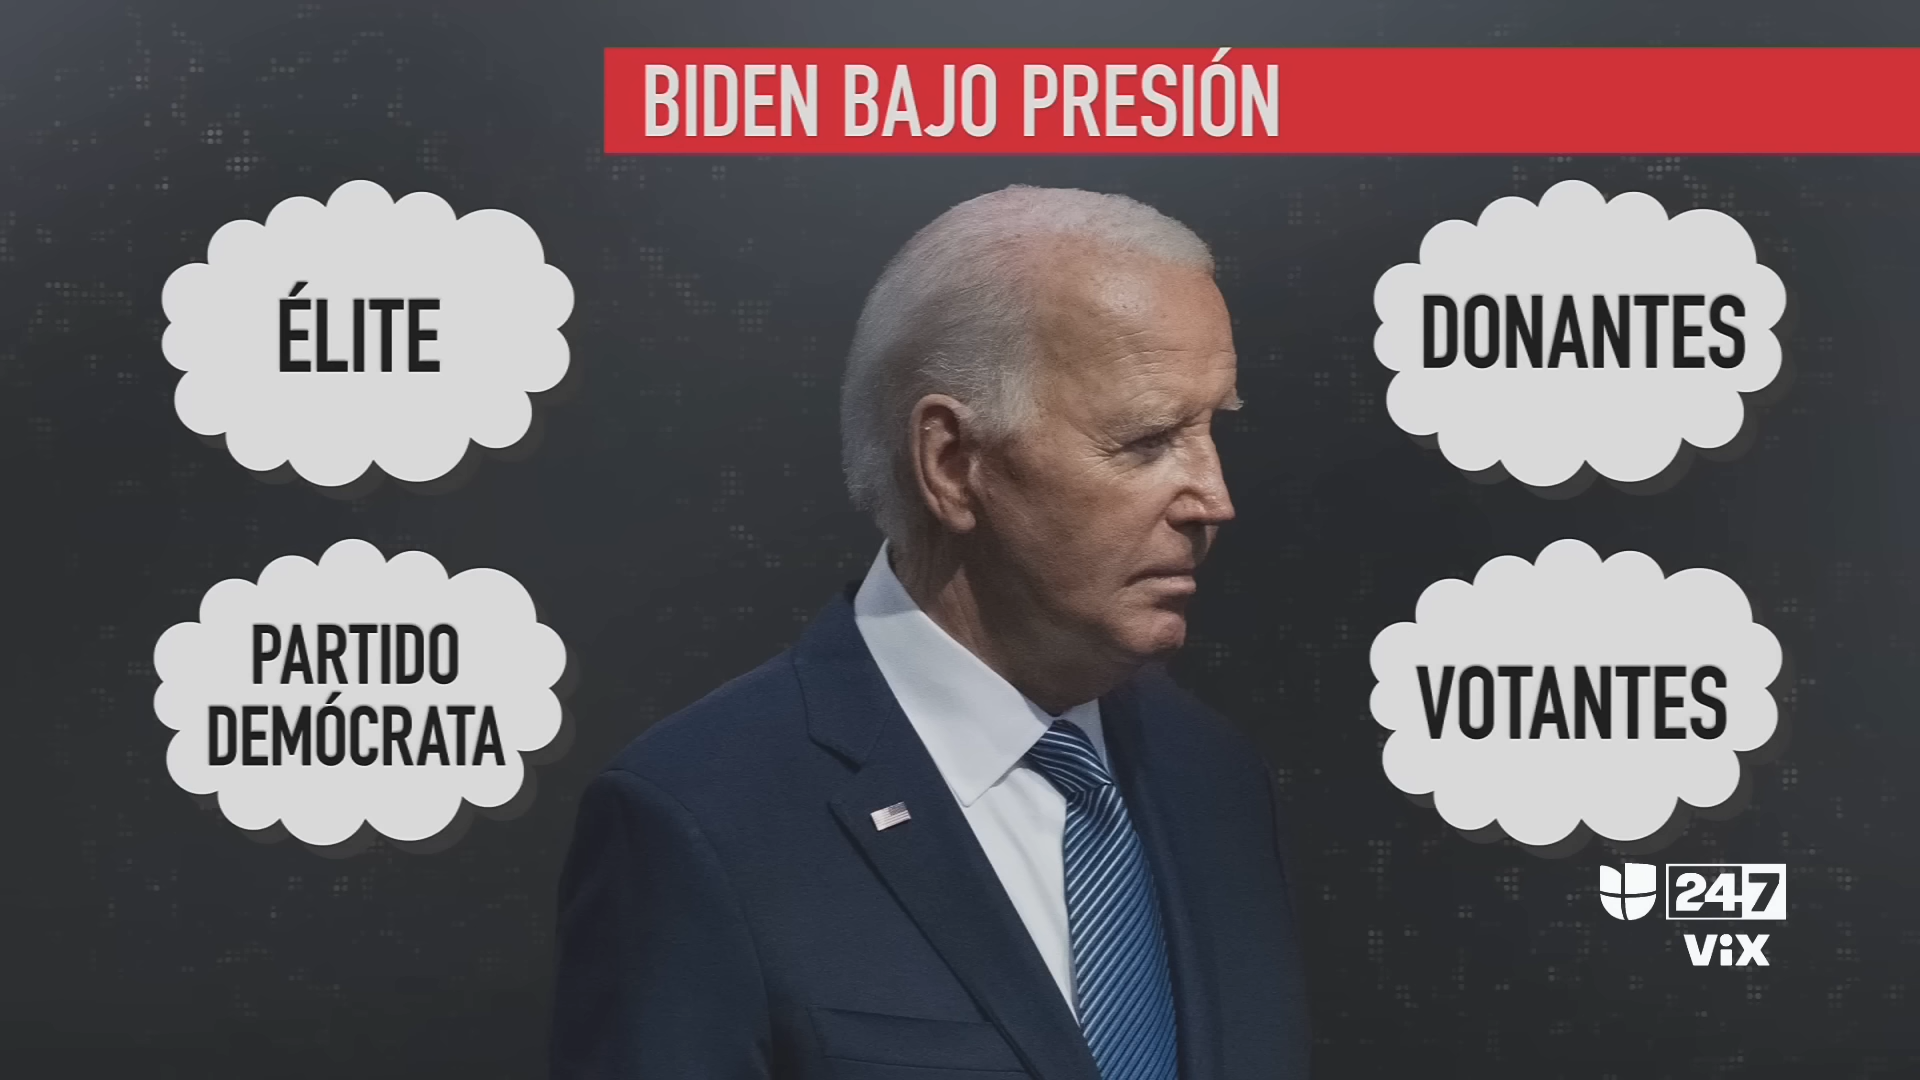 BIDEN BAJO PRESIÓN
ÉLITE
DONANTES
PARTIDO
DEMÓCRATA
VOTANTES
24-7
ViX